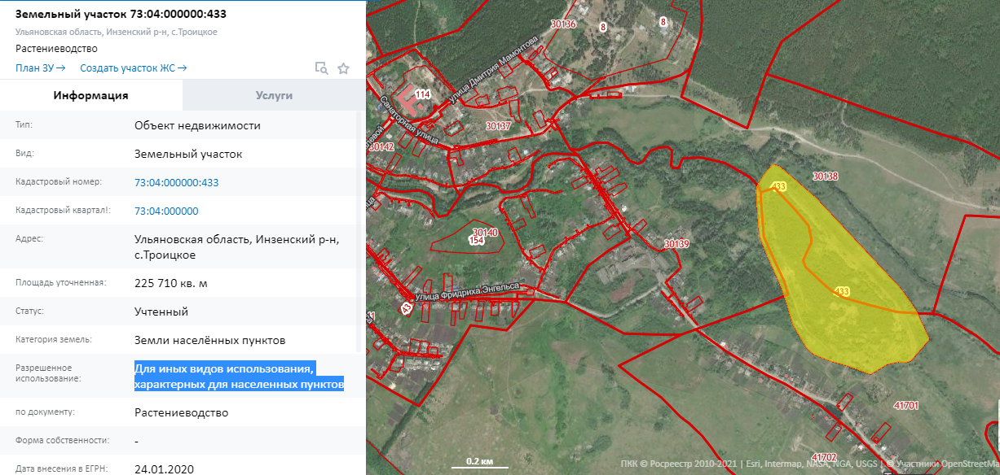 Земельный участок 73:04:000000:433
Ульяновская область, Инзенский р-н, с.Троицкое
Растениеводство
План ЗУ → Создать участок ЖС →
Информация Услуги
Тип: Объект недвижимости
Вид: Земельный участок
Кадастровый номер: 73:04:000000:433
Кадастровый квартал!: 73:04:000000
Адрес: Ульяновская область, Инзенский р-н,
с.Троицкое
Площадь уточненная: 225 710 кв. м
Статус: Учтенный
Категория земель: Земли населённых пунктов
Разрешенное
использование:
Для иных видов использования,
характерных для населенных пунктов
по документу: Растениеводство
Форма собственности: -
Дата внесения в ЕГРН: 24.01.2020
30136
8
8
улица Дмитрия Мамонтова
114
Санаторная улица
30137
30142
30138
433
30140
154
30139
улица Фридриха Энгельса
433
43
41701
41702
0.2 км
ПКК © Росреестр 2010-2021 | Esri, Intermap, NASA, NGA, USGS | © Участники OpenStreetMa